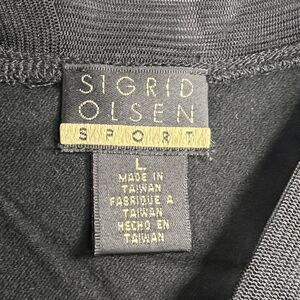 SIGRID
OLSEN
SPORT
L
MADE IN
TAIWAN
FABRIQUE A
TAIWAN
HECHO EN
TAIWAN